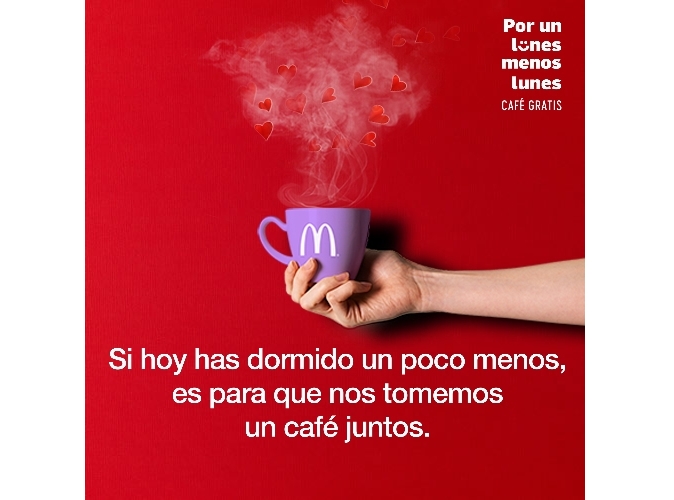 Por un
lunes
menos
lunes
CAFÉ GRATIS
M
Si hoy has dormido un poco menos,
es para que nos tomemos
un café juntos.